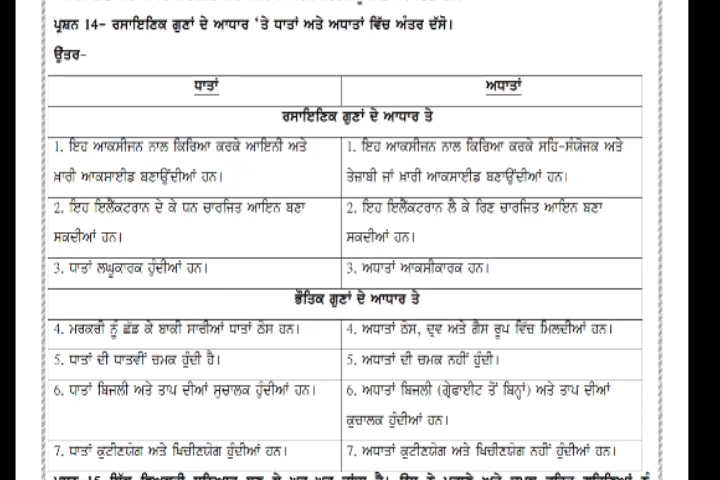 ਪ੍ਰਸ਼ਨ 14- ਰਸਾਇਣਿਕ ਗੁਣਾਂ ਦੇ ਆਧਾਰ 'ਤੇ ਧਾਤਾਂ ਅਤੇ ਅਧਾਤਾਂ ਵਿੱਚ ਅੰਤਰ ਦੱਸੋ।
ਉੱਤਰ-
ਧਾਤਾਂ ਅਧਾਤਾਂ
ਰਸਾਇਣਿਕ ਗੁਣਾਂ ਦੇ ਆਧਾਰ ਤੇ
1. ਇਹ ਆਕਸੀਜਨ ਨਾਲ ਕਿਰਿਆ ਕਰਕੇ ਆਇਨੀ ਅਤੇ
ਖ਼ਾਰੀ ਆਕਸਾਈਡ ਬਣਾਉਂਦੀਆਂ ਹਨ।
1. ਇਹ ਆਕਸੀਜਨ ਨਾਲ ਕਿਰਿਆ ਕਰਕੇ ਸਹਿ-ਸੰਯੋਜਕ ਅਤੇ
ਤੇਜ਼ਾਬੀ ਜਾਂ ਖ਼ਾਰੀ ਆਕਸਾਈਡ ਬਣਾਉਂਦੀਆਂ ਹਨ।
2. ਇਹ ਇਲੈੱਕਟਰਾਨ ਦੇ ਕੇ ਧਨ ਚਾਰਜਿਤ ਆਇਨ ਬਣਾ
ਸਕਦੀਆਂ ਹਨ।
2. ਇਹ ਇਲੈੱਕਟਰਾਨ ਲੈ ਕੇ ਰਿਣ ਚਾਰਜਿਤ ਆਇਨ ਬਣਾ
ਸਕਦੀਆਂ ਹਨ।
3. ਧਾਤਾਂ ਲਘੂਕਾਰਕ ਹੁੰਦੀਆਂ ਹਨ।
3. ਅਧਾਤਾਂ ਆਕਸੀਕਾਰਕ ਹਨ।
ਭੌਤਿਕ ਗੁਣਾਂ ਦੇ ਆਧਾਰ ਤੇ
4. ਮਰਕਰੀ ਨੂੰ ਛੱਡ ਕੇ ਬਾਕੀ ਸਾਰੀਆਂ ਧਾਤਾਂ ਠੋਸ ਹਨ।
4. ਅਧਾਤਾਂ ਠੋਸ, ਦ੍ਰਵ ਅਤੇ ਗੈਸ ਰੂਪ ਵਿੱਚ ਮਿਲਦੀਆਂ ਹਨ।
5. ਧਾਤਾਂ ਦੀ ਧਾਤਵੀਂ ਚਮਕ ਹੁੰਦੀ ਹੈ।
5. ਅਧਾਤਾਂ ਦੀ ਚਮਕ ਨਹੀਂ ਹੁੰਦੀ।
6. ਧਾਤਾਂ ਬਿਜਲੀ ਅਤੇ ਤਾਪ ਦੀਆਂ ਸੁਚਾਲਕ ਹੁੰਦੀਆਂ ਹਨ।
6. ਅਧਾਤਾਂ ਬਿਜਲੀ (ਗ੍ਰੇਫਾਈਟ ਤੋਂ ਬਿਨ੍ਹਾਂ) ਅਤੇ ਤਾਪ ਦੀਆਂ
ਕੁਚਾਲਕ ਹੁੰਦੀਆਂ ਹਨ।
7. ਧਾਤਾਂ ਕੁਟੀਣਯੋਗ ਅਤੇ ਖਿਚੀਣਯੋਗ ਹੁੰਦੀਆਂ ਹਨ।
7. ਅਧਾਤਾਂ ਕੁਟੀਣਯੋਗ ਅਤੇ ਖਿਚੀਣਯੋਗ ਨਹੀਂ ਹੁੰਦੀਆਂ ਹਨ।